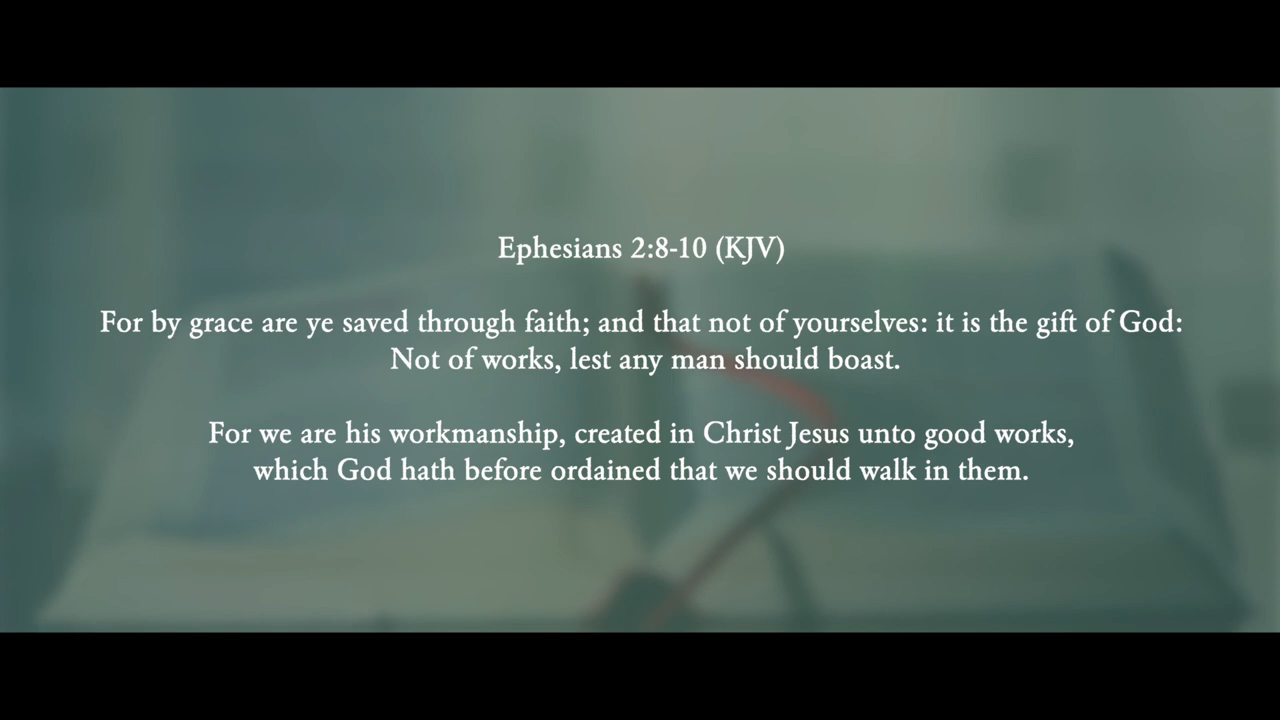 Ephesians 2:8-10 (KJV)
For by grace are ye saved through faith; and that not of yourselves: it is the gift of God:
Not of works, lest any man should boast.
For we are his workmanship, created in Christ Jesus unto good works,
which God hath before ordained that we should walk in them.